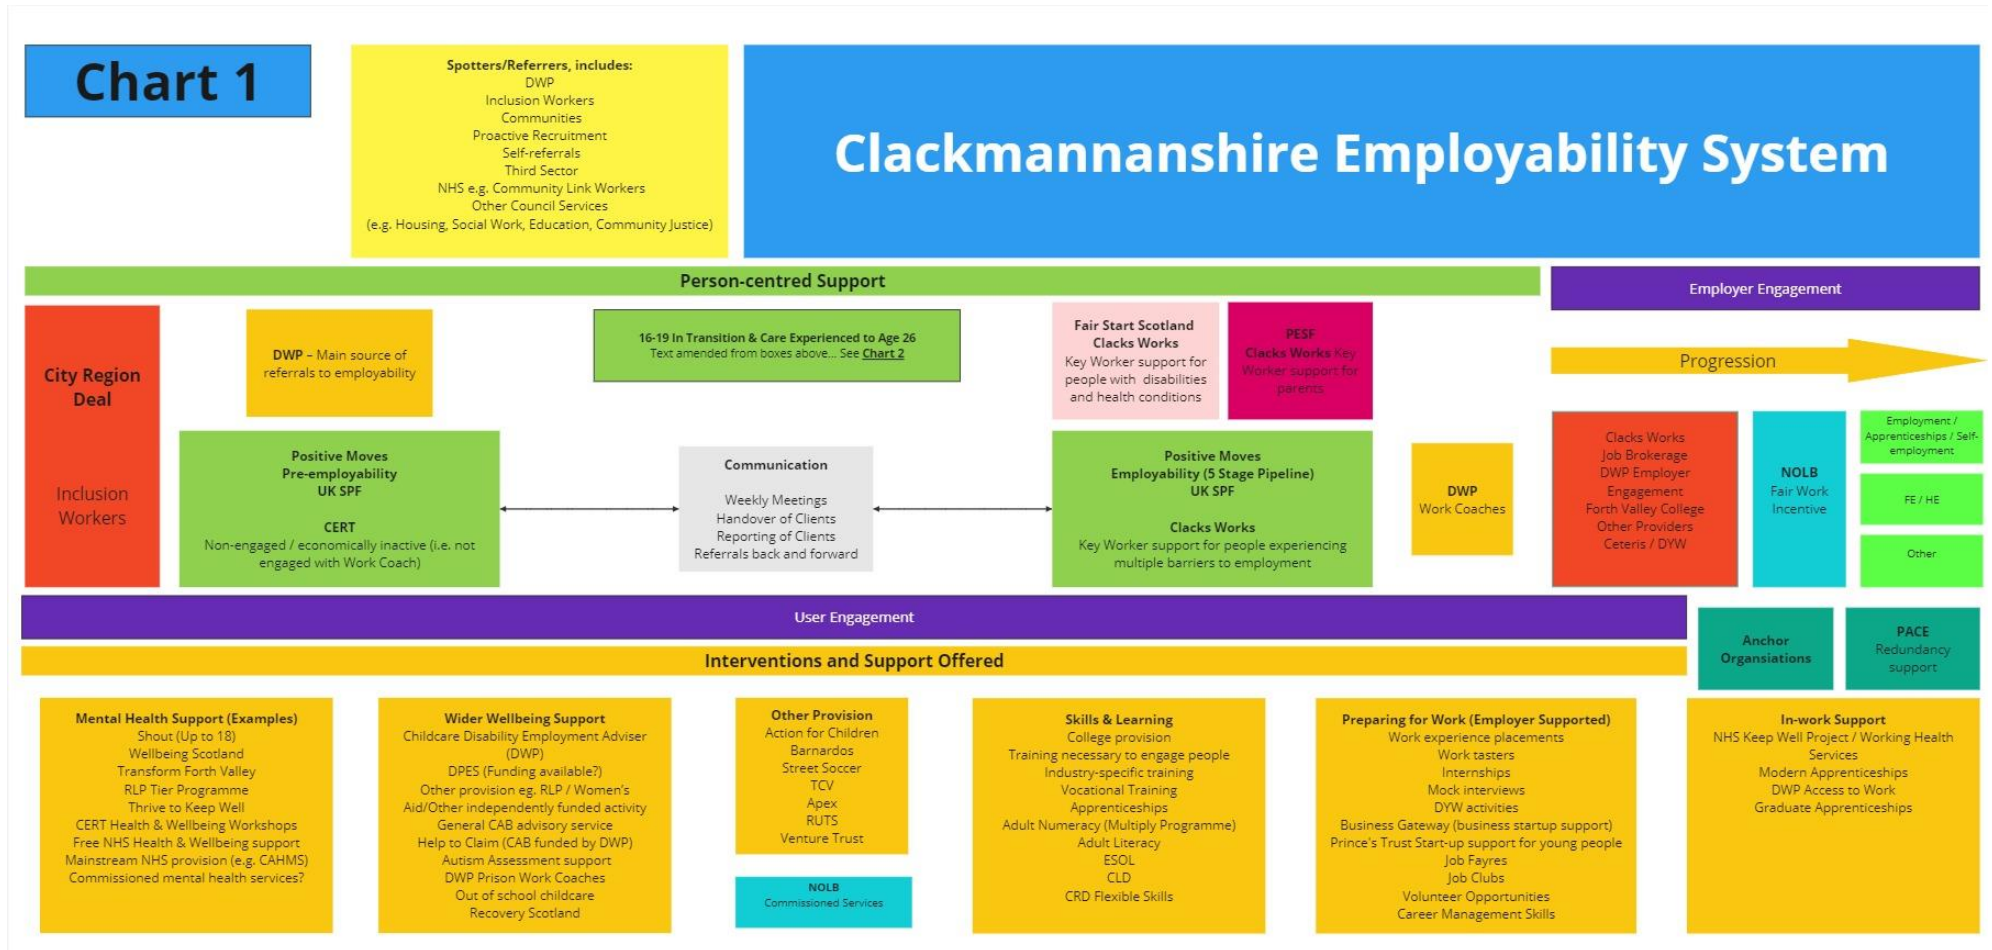 Chart 1
Spotters/Referrers, includes:
DWP
Inclusion Workers
Communities
Proactive Recruitment
Self-referrals
Third Sector
NHS e.g. Community Link Workers
Other Council Services
(e.g. Housing, Social Work, Education, Community Justice)
Clackmannanshire Employability System
Person-centred Support
Employer Engagement
City Region
Deal
Inclusion
Workers
DWP – Main source of
referrals to employability
16-19 In Transition & Care Experienced to Age 26
Text amended from boxes above... See Chart 2
Fair Start Scotland
Clacks Works
Key Worker support for
people with disabilities
and health conditions
PESF
Clacks Works Key
Worker support for
parents
Progression
Positive Moves
Pre-employability
UK SPF
CERT
Non-engaged / economically inactive (i.e. not
engaged with Work Coach)
Communication
Weekly Meetings
Handover of Clients
Reporting of Clients
Referrals back and forward
Positive Moves
Employability (5 Stage Pipeline)
UK SPF
Clacks Works
Key Worker support for people experiencing
multiple barriers to employment
DWP
Work Coaches
Clacks Works
Job Brokerage
DWP Employer
Engagement
Forth Valley College
Other Providers
Ceteris / DYW
NOLB
Fair Work
Incentive
Employment /
Apprenticeships / Self-
employment
FE / HE
Other
User Engagement
Anchor
Organsiations
PACE
Redundancy
support
Interventions and Support Offered
Mental Health Support (Examples)
Shout (Up to 18)
Wellbeing Scotland
Transform Forth Valley
RLP Tier Programme
Thrive to Keep Well
CERT Health & Wellbeing Workshops
Free NHS Health & Wellbeing support
Mainstream NHS provision (e.g. CAHMS)
Commissioned mental health services?
Wider Wellbeing Support
Childcare Disability Employment Adviser
(DWP)
DPES (Funding available?)
Other provision eg. RLP / Women's
Aid/Other independently funded activity
General CAB advisory service
Help to Claim (CAB funded by DWP)
Autism Assessment support
DWP Prison Work Coaches
Out of school childcare
Recovery Scotland
Other Provision
Action for Children
Barnardos
Street Soccer
TCV
Apex
RUTS
Venture Trust
NOLB
Commissioned Services
Skills & Learning
College provision
Training necessary to engage people
Industry-specific training
Vocational Training
Apprenticeships
Adult Numeracy (Multiply Programme)
Adult Literacy
ESOL
CLD
CRD Flexible Skills
Preparing for Work (Employer Supported)
Work experience placements
Work tasters
Internships
Mock interviews
DYW activities
Business Gateway (business startup support)
Prince's Trust Start-up support for young people
Job Fayres
Job Clubs
Volunteer Opportunities
Career Management Skills
In-work Support
NHS Keep Well Project / Working Health
Services
Modern Apprenticeships
DWP Access to Work
Graduate Apprenticeships